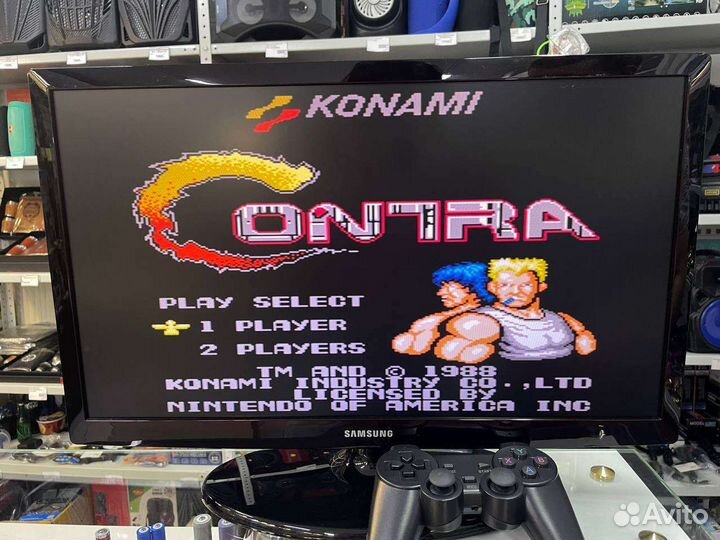 KONAMI
CONTRA
PLAY SELECT
1 PLAYER
2 PLAYERS
TM AND © 1988
KONAMI INDUSTRY CO.,LTD
LICENSED BY
NINTENDO OF AMERICA INC
SAMSUNG
X
Y
A
B
Avito